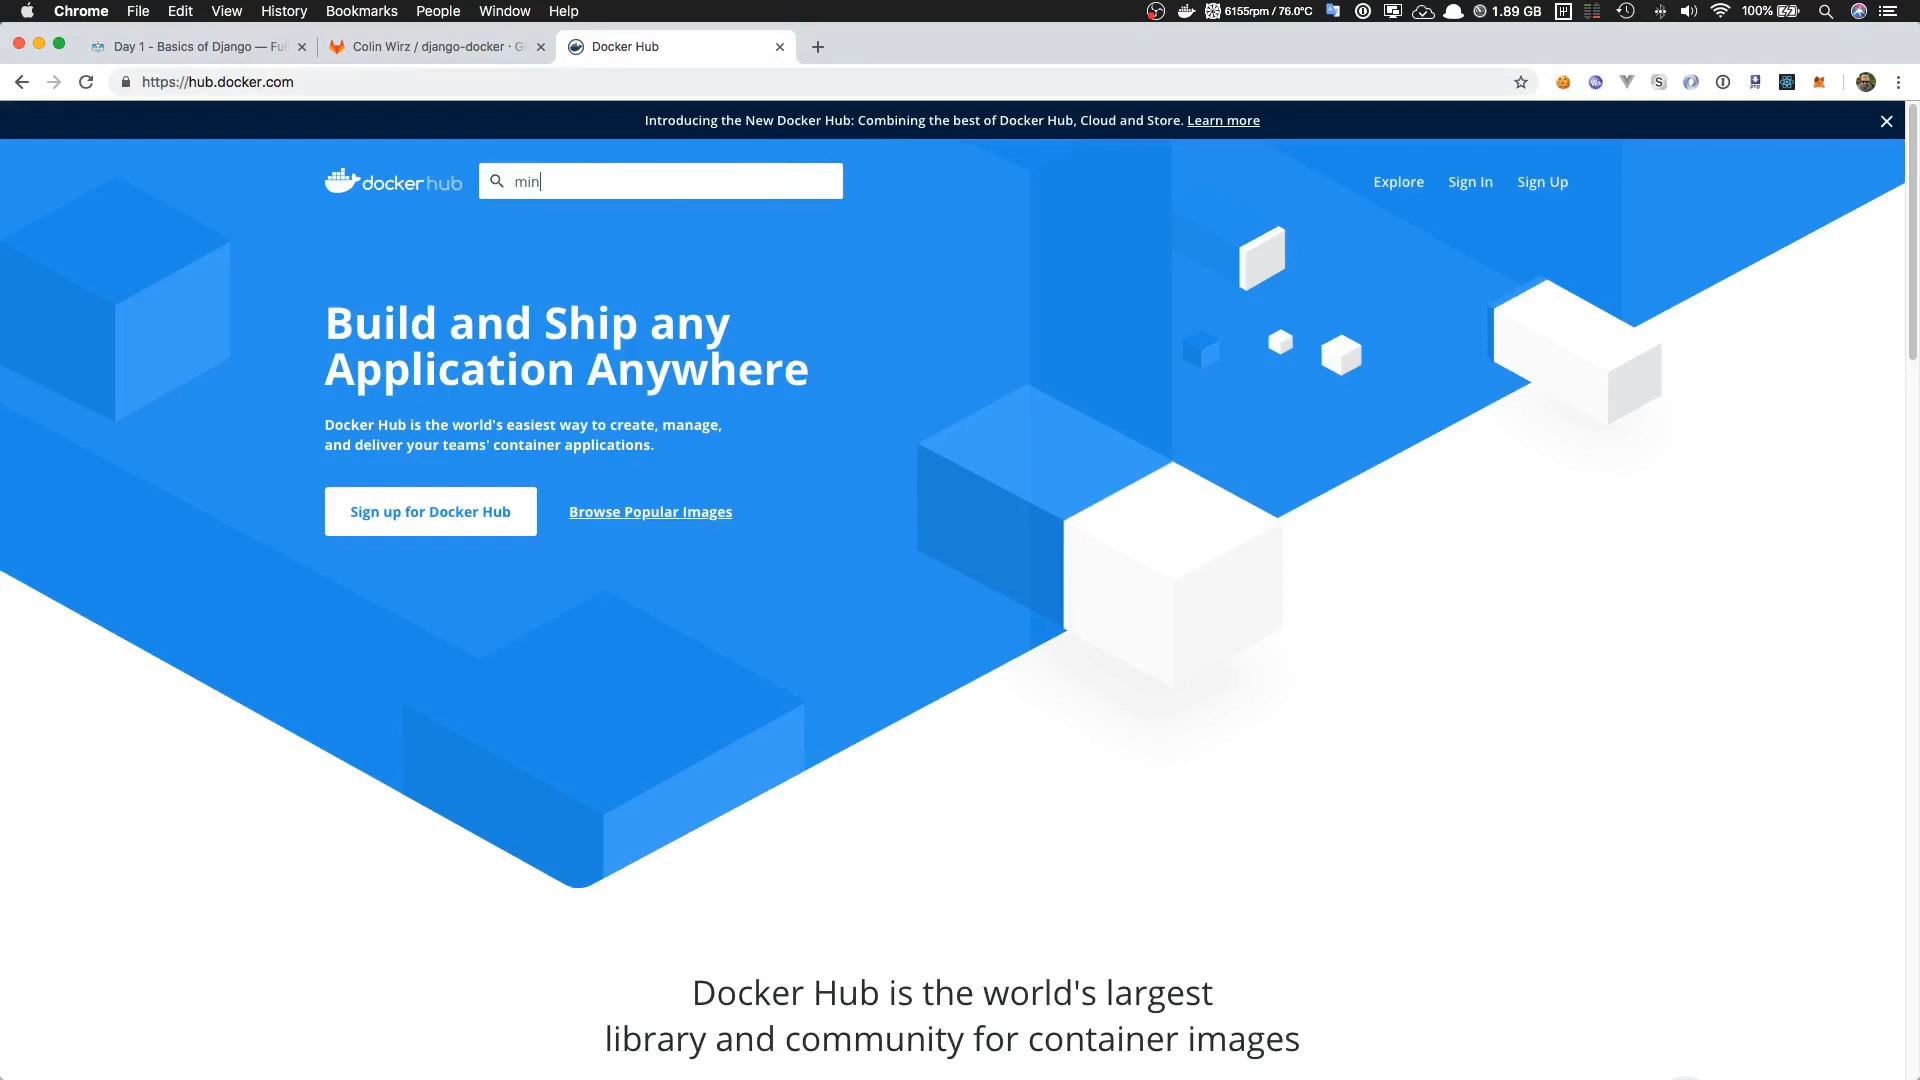 Chrome File Edit View History Bookmarks People Window Help 6155rpm / 76.0°C 1.89 GB 100%
Day 1 - Basics of Django — Ful Colin Wirz / django-docker · Gi Docker Hub
https://hub.docker.com
Introducing the New Docker Hub: Combining the best of Docker Hub, Cloud and Store. Learn more
docker hub min Explore Sign In Sign Up
Build and Ship any
Application Anywhere
Docker Hub is the world's easiest way to create, manage,
and deliver your teams' container applications.
Sign up for Docker Hub Browse Popular Images
Docker Hub is the world's largest
library and community for container images